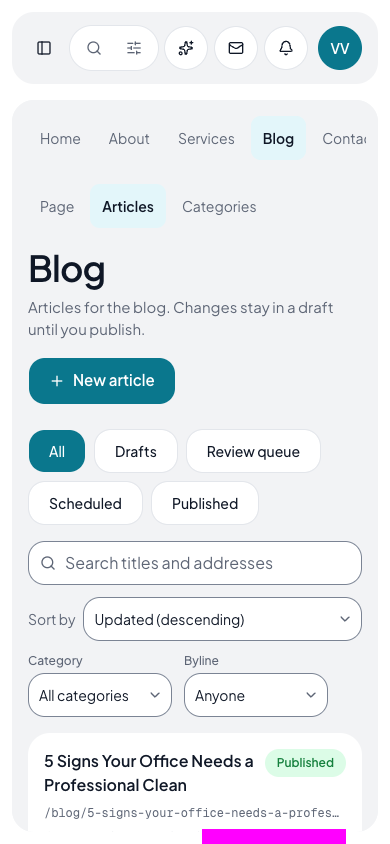 VV
Home About Services Blog Contac
Page Articles Categories
Blog
Articles for the blog. Changes stay in a draft
until you publish.
New article
All Drafts Review queue
Scheduled Published
Search titles and addresses
Sort by Updated (descending)
Category Byline
All categories Anyone
5 Signs Your Office Needs a Published
Professional Clean
/blog/5-signs-your-office-needs-a-profes…